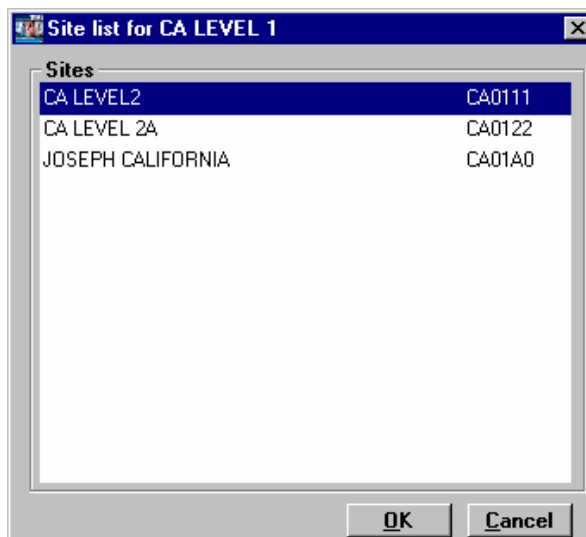 Site list for CA LEVEL 1
Sites
CA LEVEL2 CA0111
CA LEVEL 2A CA0122
JOSEPH CALIFORNIA CA01A0
OK Cancel